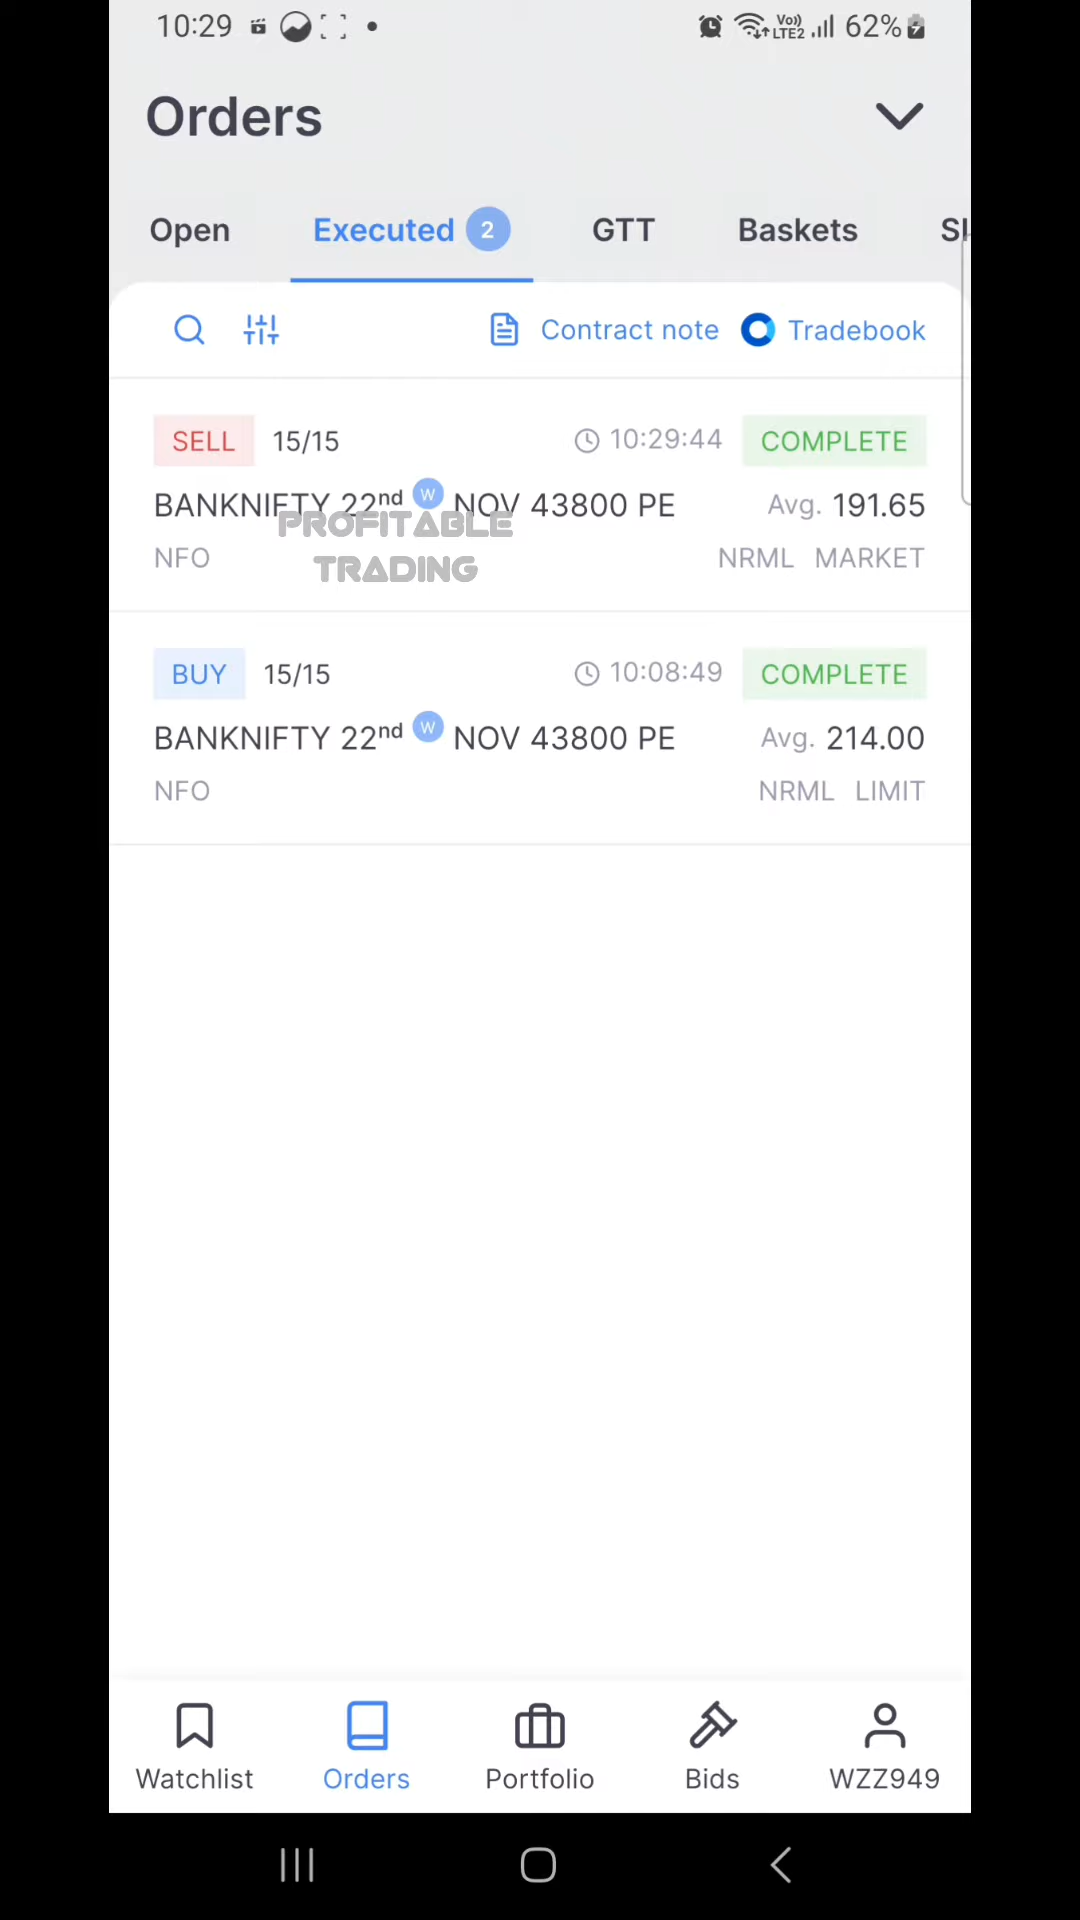 10:29 Vo)) LTE2 62%
Orders
Open Executed 2 GTT Baskets
Contract note Tradebook
SELL 15/15 10:29:44 COMPLETE
BANKNIFTY 22nd W NOV 43800 PE Avg. 191.65
PROFITABLE
NFO NRML MARKET
TRADING
BUY 15/15 10:08:49 COMPLETE
BANKNIFTY 22nd W NOV 43800 PE Avg. 214.00
NFO NRML LIMIT
Watchlist Orders Portfolio Bids WZZ949